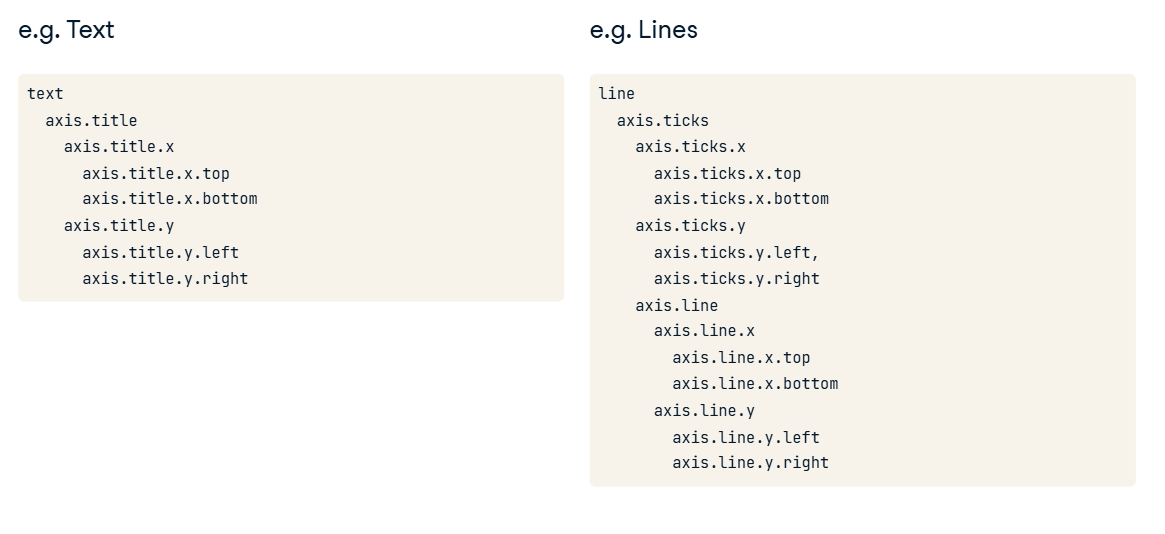 e.g. Text
text
  axis.title
    axis.title.x
      axis.title.x.top
      axis.title.x.bottom
    axis.title.y
      axis.title.y.left
      axis.title.y.right
e.g. Lines
line
  axis.ticks
    axis.ticks.x
      axis.ticks.x.top
      axis.ticks.x.bottom
    axis.ticks.y
      axis.ticks.y.left,
      axis.ticks.y.right
    axis.line
      axis.line.x
        axis.line.x.top
        axis.line.x.bottom
      axis.line.y
        axis.line.y.left
        axis.line.y.right